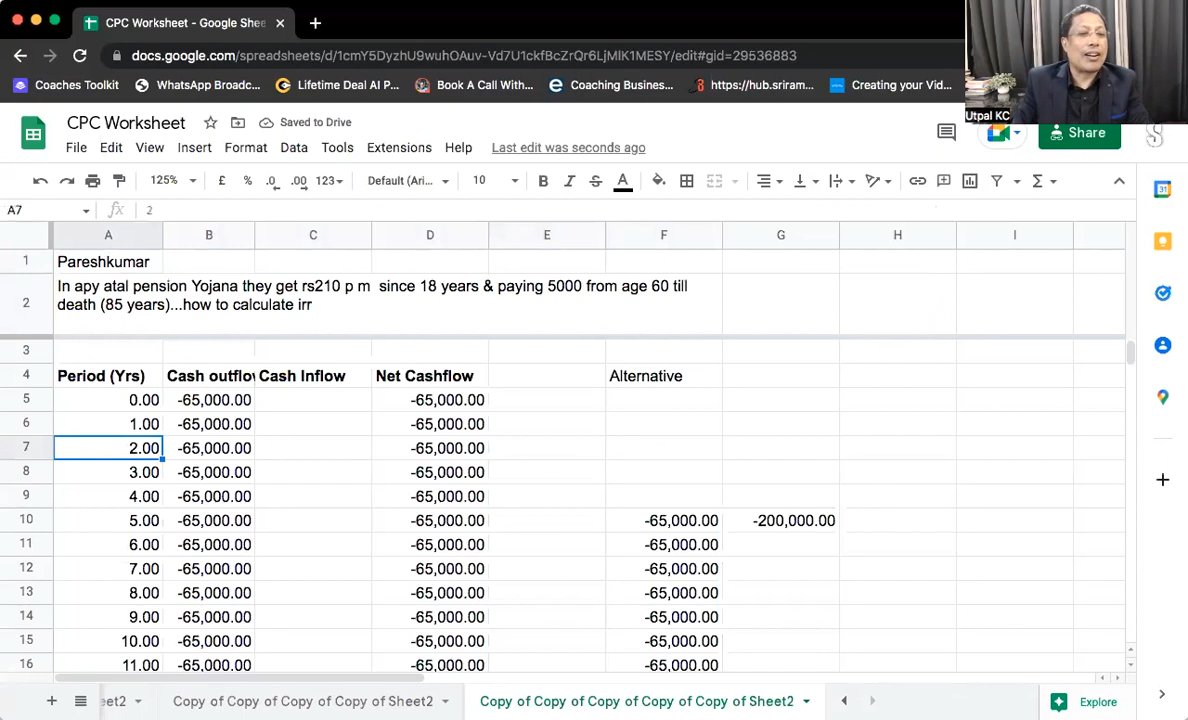 CPC Worksheet - Google Shee
docs.google.com/spreadsheets/d/1cmY5DyanU9wuhOAuv-Vd7U1ckfBcZrQr6LjMlK1MESY/edit#gid=29536883
Coaches Toolkit WhatsApp Broadc... Lifetime Deal AI P... Book A Call With... Coaching Busines... https://hub.sriram... Creating your Vid...
Utpal KC
CPC Worksheet Saved to Drive Share
File Edit View Insert Format Data Tools Extensions Help Last edit was seconds ago
125% £ % .0 .00 123 Default (Ari... 10 B I S A Σ
A7 fx 2
A B C D E F G H I
1 Pareshkumar
2 In apy atal pension Yojana they get rs210 p m since 18 years & paying 5000 from age 60 till
death (85 years)...how to calculate irr
3
4 Period (Yrs) Cash outflov Cash Inflow Net Cashflow Alternative
5 0.00 -65,000.00 -65,000.00
6 1.00 -65,000.00 -65,000.00
7 2.00 -65,000.00 -65,000.00
8 3.00 -65,000.00 -65,000.00
9 4.00 -65,000.00 -65,000.00
10 5.00 -65,000.00 -65,000.00 -65,000.00 -200,000.00
11 6.00 -65,000.00 -65,000.00 -65,000.00
12 7.00 -65,000.00 -65,000.00 -65,000.00
13 8.00 -65,000.00 -65,000.00 -65,000.00
14 9.00 -65,000.00 -65,000.00 -65,000.00
15 10.00 -65,000.00 -65,000.00 -65,000.00
16 11.00 -65,000.00 -65,000.00 -65,000.00
eet2 Copy of Copy of Copy of Copy of Sheet2 Copy of Copy of Copy of Copy of Copy of Sheet2 Explore